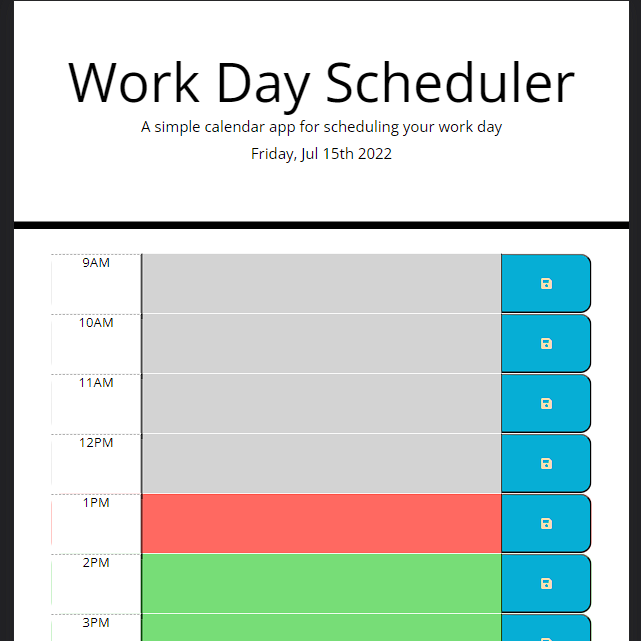 Work Day Scheduler
A simple calendar app for scheduling your work day
Friday, Jul 15th 2022
9AM
10AM
11AM
12PM
1PM
2PM
3PM